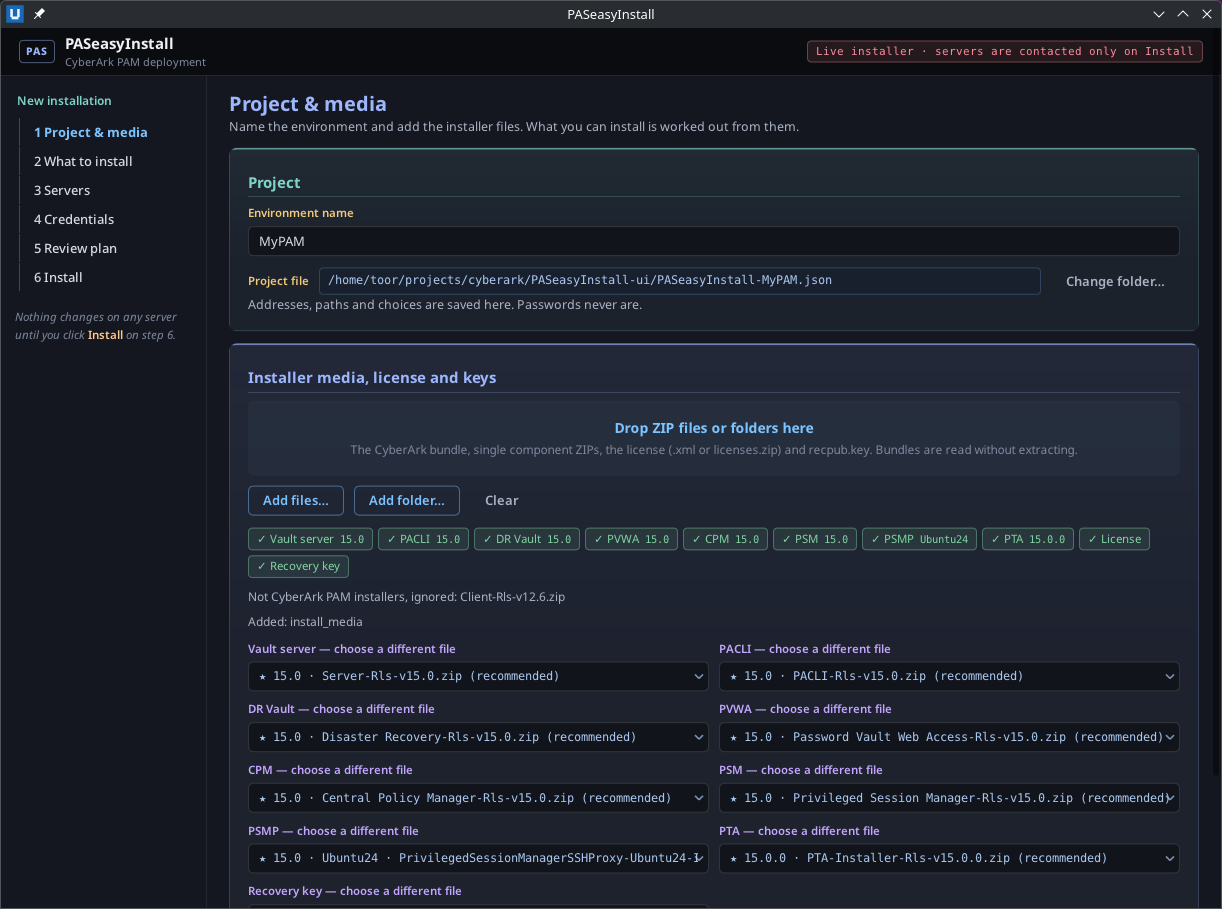 PASeasyInstall
PAS
PASeasyInstall
CyberArk PAM deployment
Live installer · servers are contacted only on Install
New installation
1 Project & media
2 What to install
3 Servers
4 Credentials
5 Review plan
6 Install
Nothing changes on any server
until you click Install on step 6.
Project & media
Name the environment and add the installer files. What you can install is worked out from them.
Project
Environment name
MyPAM
Project file
/home/toor/projects/cyberark/PASeasyInstall-ui/PASeasyInstall-MyPAM.json
Change folder...
Addresses, paths and choices are saved here. Passwords never are.
Installer media, license and keys
Drop ZIP files or folders here
The CyberArk bundle, single component ZIPs, the license (.xml or licenses.zip) and recpub.key. Bundles are read without extracting.
Add files... Add folder... Clear
✓ Vault server 15.0 ✓ PACLI 15.0 ✓ DR Vault 15.0 ✓ PVWA 15.0 ✓ CPM 15.0 ✓ PSM 15.0 ✓ PSMP Ubuntu24 ✓ PTA 15.0.0 ✓ License
✓ Recovery key
Not CyberArk PAM installers, ignored: Client-Rls-v12.6.zip
Added: install_media
Vault server — choose a different file
★ 15.0 · Server-Rls-v15.0.zip (recommended)
PACLI — choose a different file
★ 15.0 · PACLI-Rls-v15.0.zip (recommended)
DR Vault — choose a different file
★ 15.0 · Disaster Recovery-Rls-v15.0.zip (recommended)
PVWA — choose a different file
★ 15.0 · Password Vault Web Access-Rls-v15.0.zip (recommended)
CPM — choose a different file
★ 15.0 · Central Policy Manager-Rls-v15.0.zip (recommended)
PSM — choose a different file
★ 15.0 · Privileged Session Manager-Rls-v15.0.zip (recommended)
PSMP — choose a different file
★ 15.0 · Ubuntu24 · PrivilegedSessionManagerSSHProxy-Ubuntu24-
PTA — choose a different file
★ 15.0.0 · PTA-Installer-Rls-v15.0.0.zip (recommended)
Recovery key — choose a different file